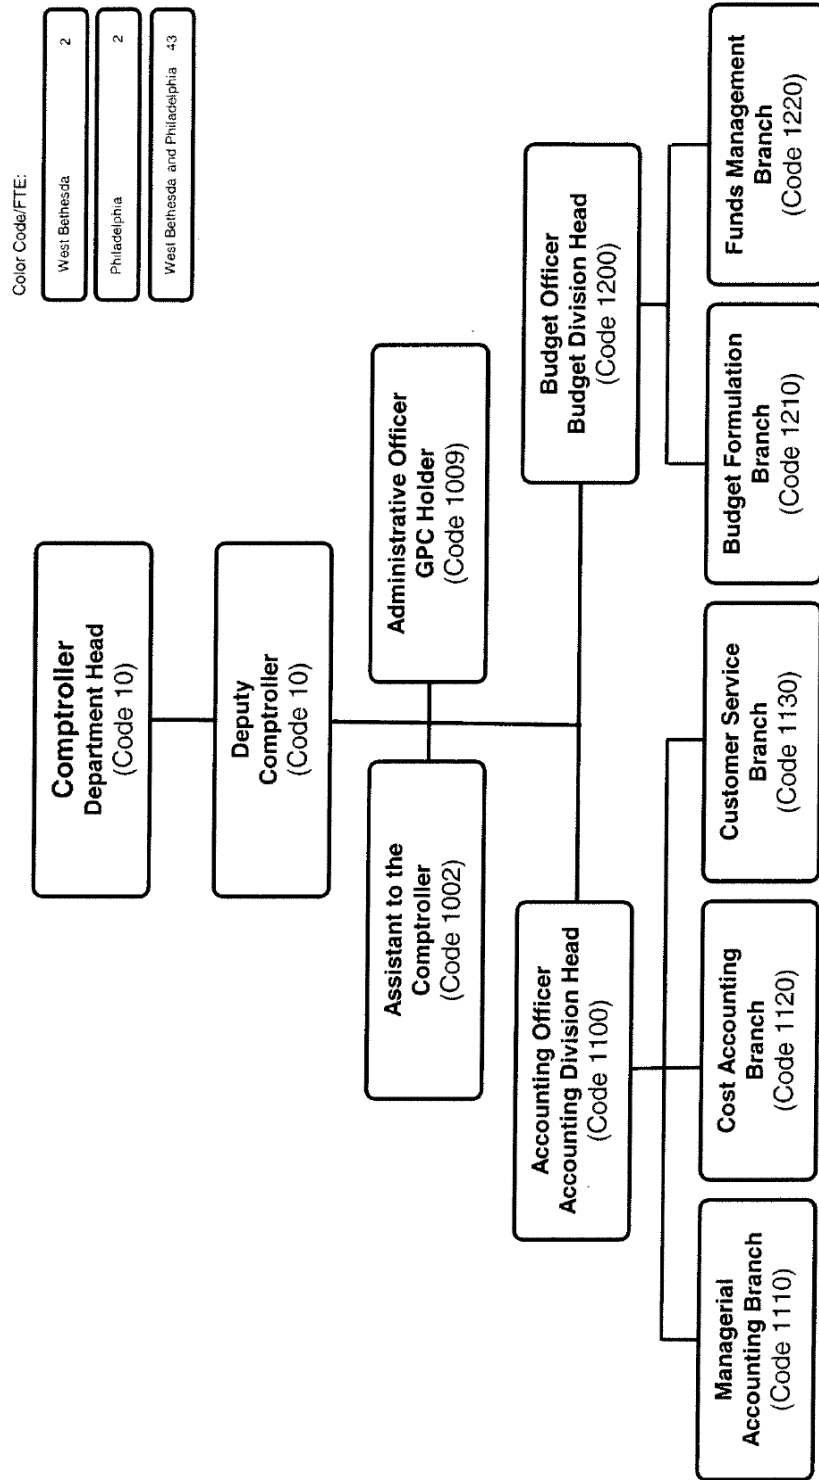 Color Code/FTE:
West Bethesda 2
Philadelphia 2
West Bethesda and Philadelphia 43
Comptroller
Department Head
(Code 10)
Deputy
Comptroller
(Code 10)
Assistant to the
Comptroller
(Code 1002)
Administrative Officer
GPC Holder
(Code 1009)
Accounting Officer
Accounting Division Head
(Code 1100)
Budget Officer
Budget Division Head
(Code 1200)
Managerial
Accounting Branch
(Code 1110)
Cost Accounting
Branch
(Code 1120)
Customer Service
Branch
(Code 1130)
Budget Formulation
Branch
(Code 1210)
Funds Management
Branch
(Code 1220)